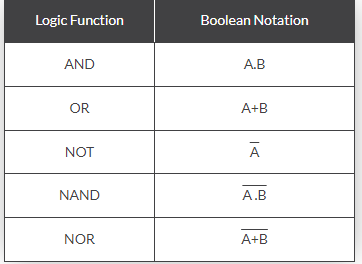 Logic Function Boolean Notation
AND A.B
OR A+B
NOT A̅
NAND A̅.̅B̅
NOR A̅+̅B̅